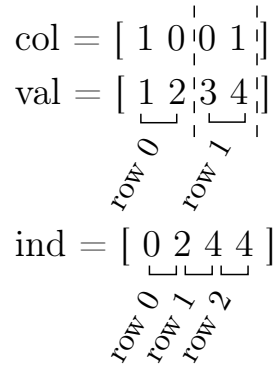 col = [ 1 0 0 1 ]
val = [ 1 2 3 4 ]
row 0 row 1
ind = [ 0 2 4 4 ]
row 0 row 1 row 2